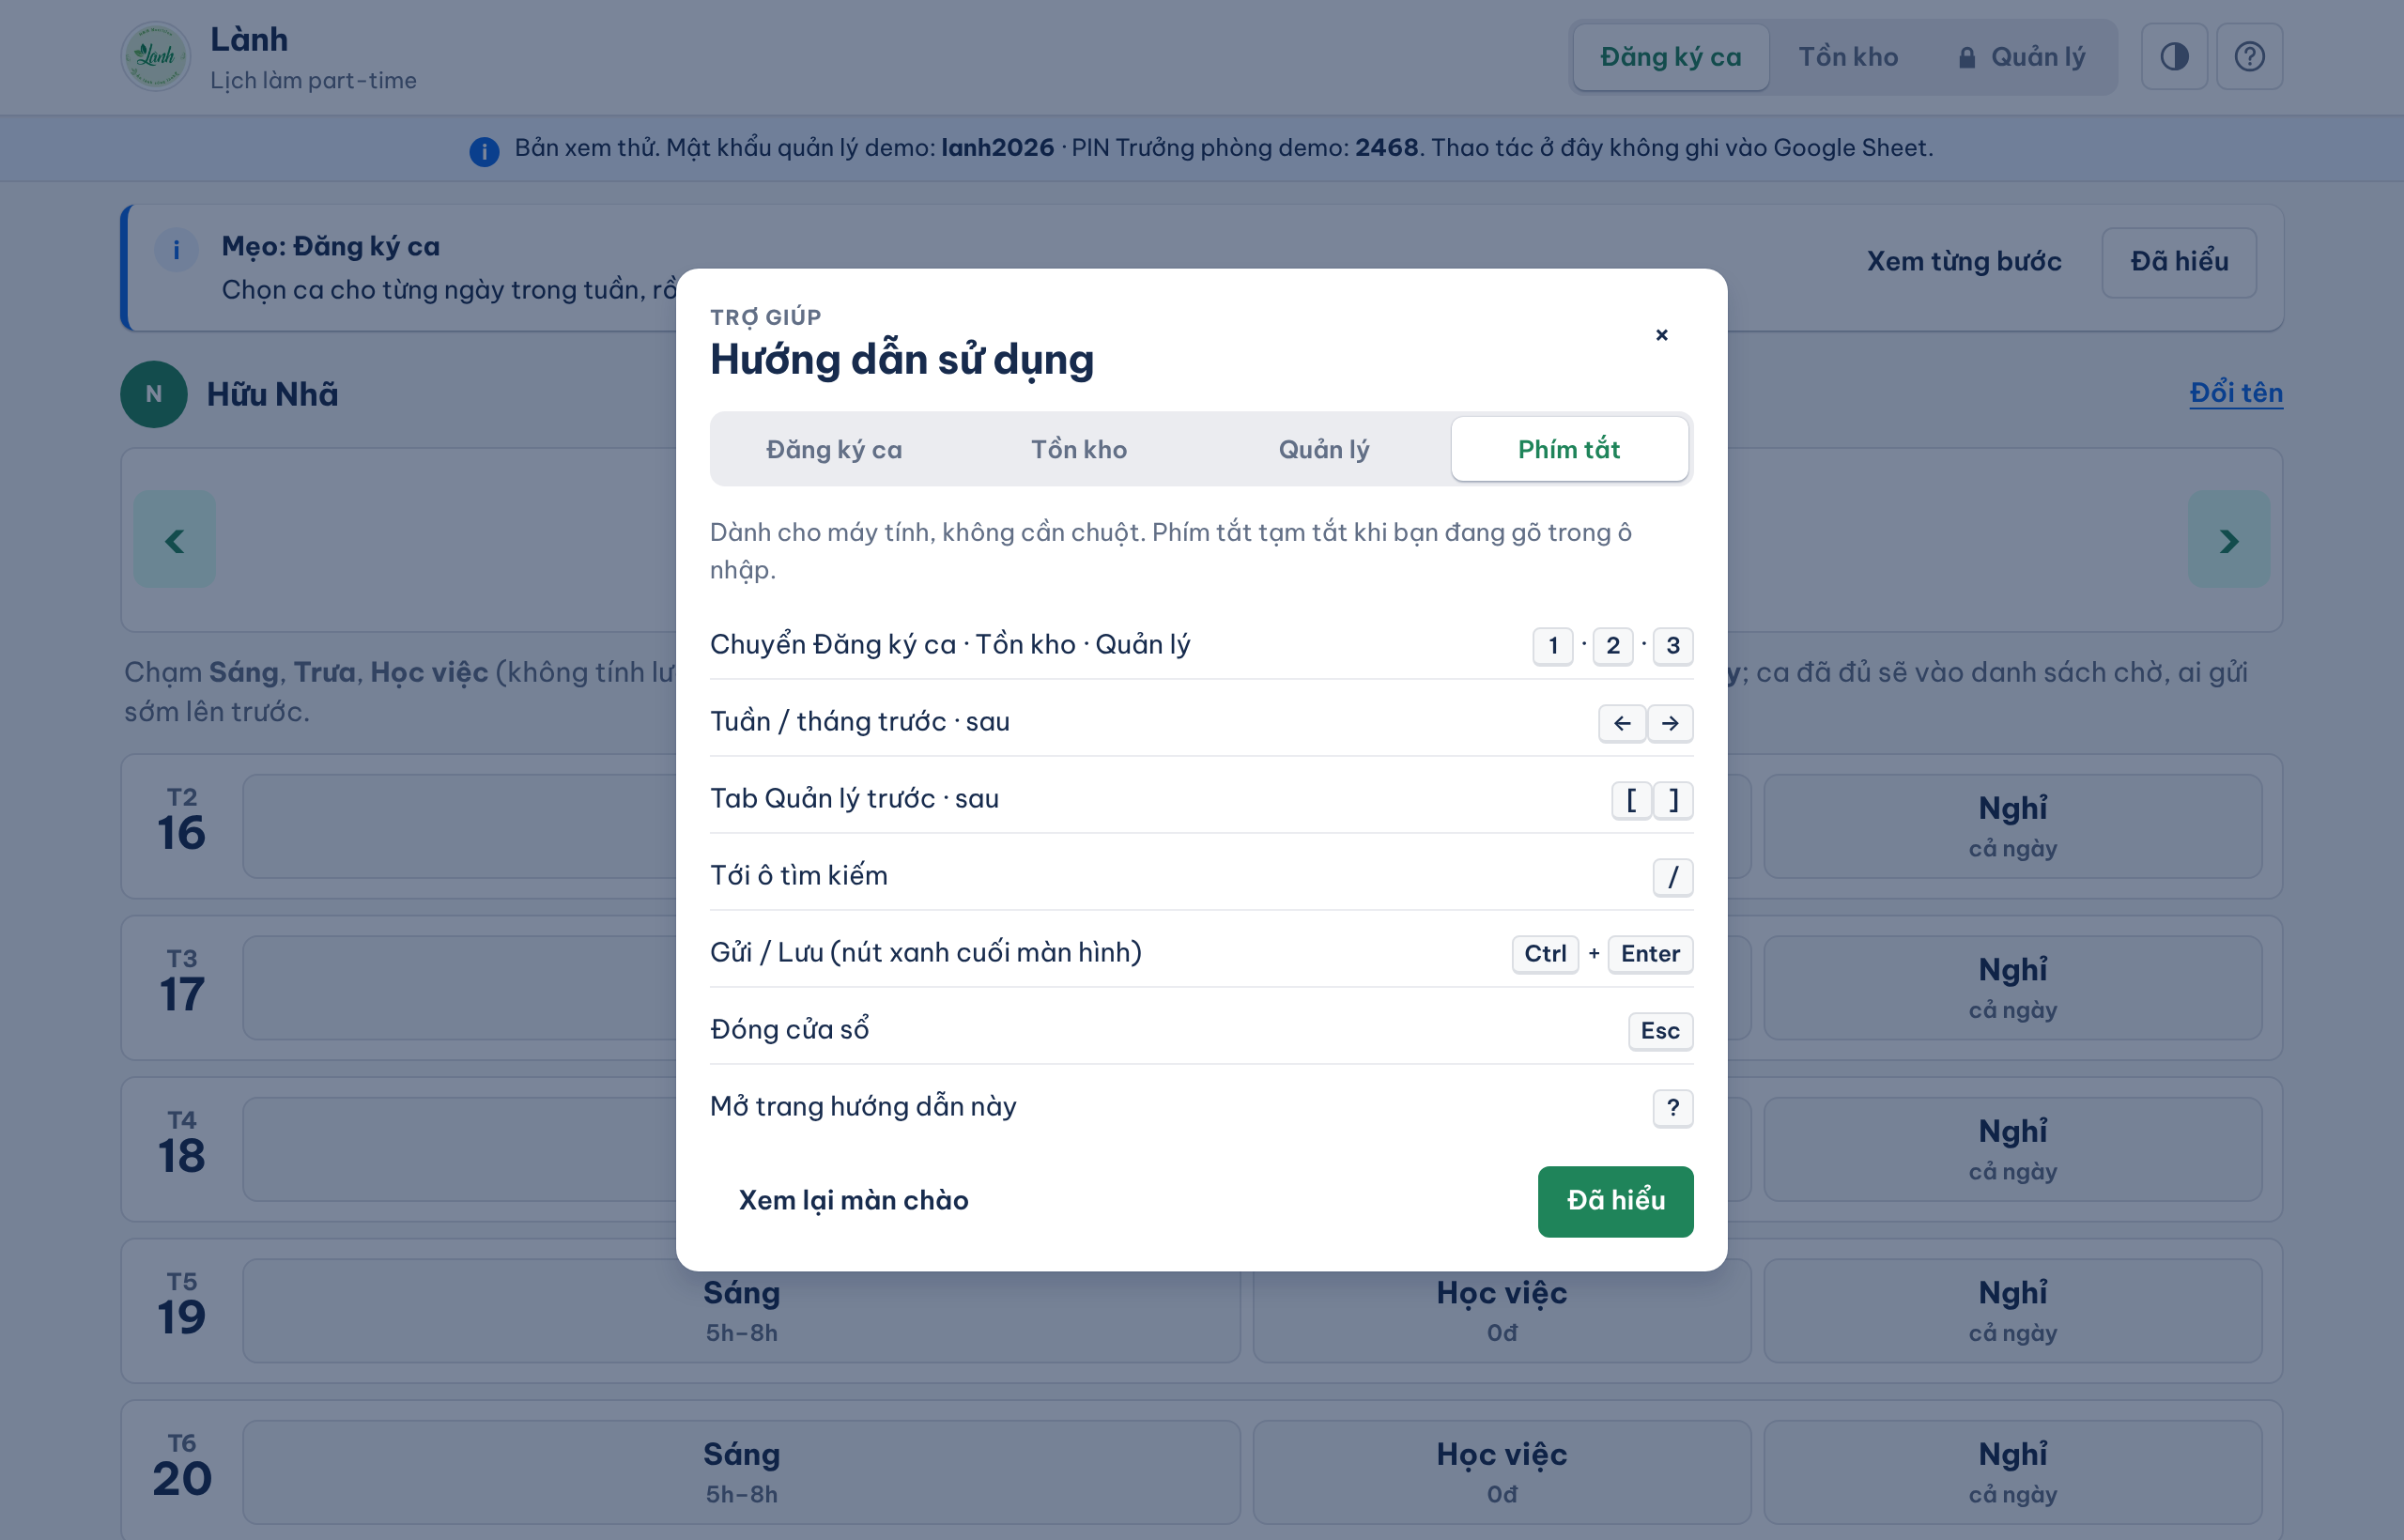 Lành
Lành
Lịch làm part-time
Đăng ký ca
Tồn kho
Quản lý
Bản xem thử. Mật khẩu quản lý demo: lanh2026 · PIN Trưởng phòng demo: 2468. Thao tác ở đây không ghi vào Google Sheet.
Mẹo: Đăng ký ca
Chọn ca cho từng ngày trong tuần, rồ
Xem từng bước
Đã hiểu
N
Hữu Nhã
Đổi tên
TRỢ GIÚP
Hướng dẫn sử dụng
×
Đăng ký ca
Tồn kho
Quản lý
Phím tắt
Dành cho máy tính, không cần chuột. Phím tắt tạm tắt khi bạn đang gõ trong ô
nhập.
Chuyển Đăng ký ca · Tồn kho · Quản lý 1 · 2 · 3
Tuần / tháng trước · sau ← →
Tab Quản lý trước · sau [ ]
Tới ô tìm kiếm /
Gửi / Lưu (nút xanh cuối màn hình) Ctrl + Enter
Đóng cửa sổ Esc
Mở trang hướng dẫn này ?
Xem lại màn chào
Đã hiểu
Chạm Sáng, Trưa, Học việc (không tính lư
y; ca đã đủ sẽ vào danh sách chờ, ai gửi
sớm lên trước.
T2
16
Nghỉ
cả ngày
T3
17
Nghỉ
cả ngày
T4
18
Nghỉ
cả ngày
T5
19
Sáng
5h–8h
Học việc
0đ
Nghỉ
cả ngày
T6
20
Sáng
5h–8h
Học việc
0đ
Nghỉ
cả ngày